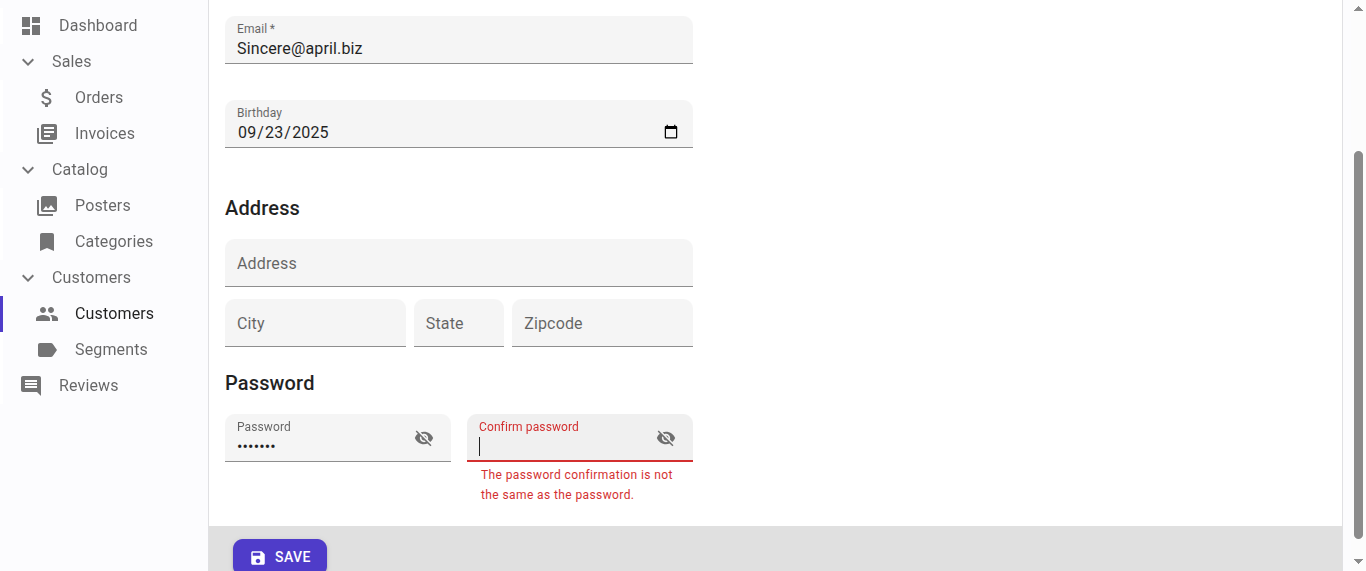 Dashboard
Sales
Orders
Invoices
Catalog
Posters
Categories
Customers
Customers
Segments
Reviews
Email *
Sincere@april.biz
Birthday
09/23/2025
Address
Address
City
State
Zipcode
Password
Password
•••••••
Confirm password
The password confirmation is not
the same as the password.
SAVE